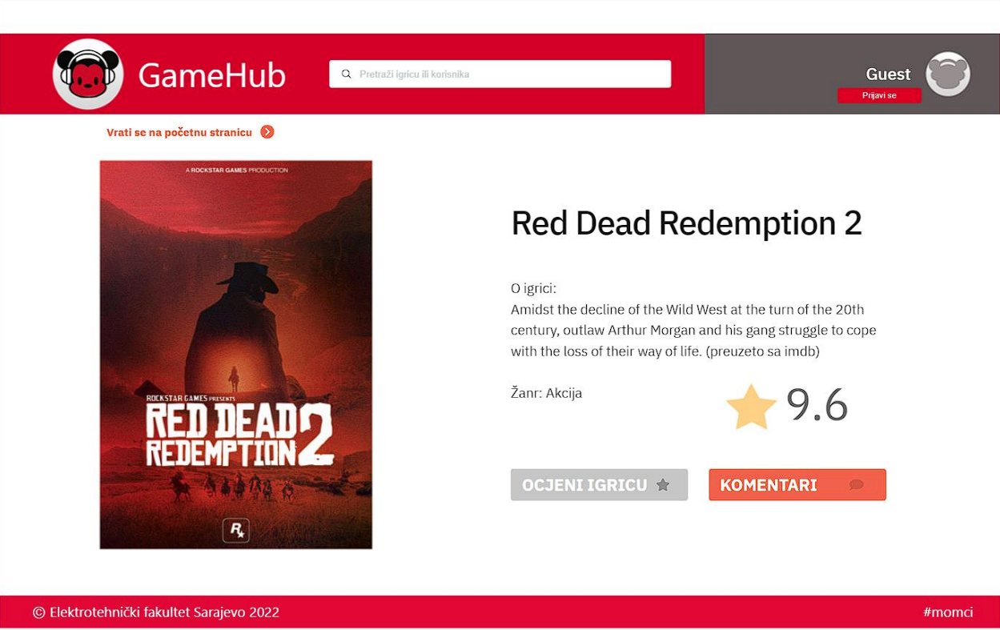 GameHub
Pretraži igricu ili korisnika
Guest
Prijavi se
Vrati se na početnu stranicu
A ROCKSTAR GAMES PRODUCTION
ROCKSTAR GAMES PRESENTS
RED DEAD
REDEMPTION 2
R
Red Dead Redemption 2
O igrici:
Amidst the decline of the Wild West at the turn of the 20th
century, outlaw Arthur Morgan and his gang struggle to cope
with the loss of their way of life. (preuzeto sa imdb)
Žanr: Akcija
9.6
OCJENI IGRICU
KOMENTARI
© Elektrotehnički fakultet Sarajevo 2022
#momci